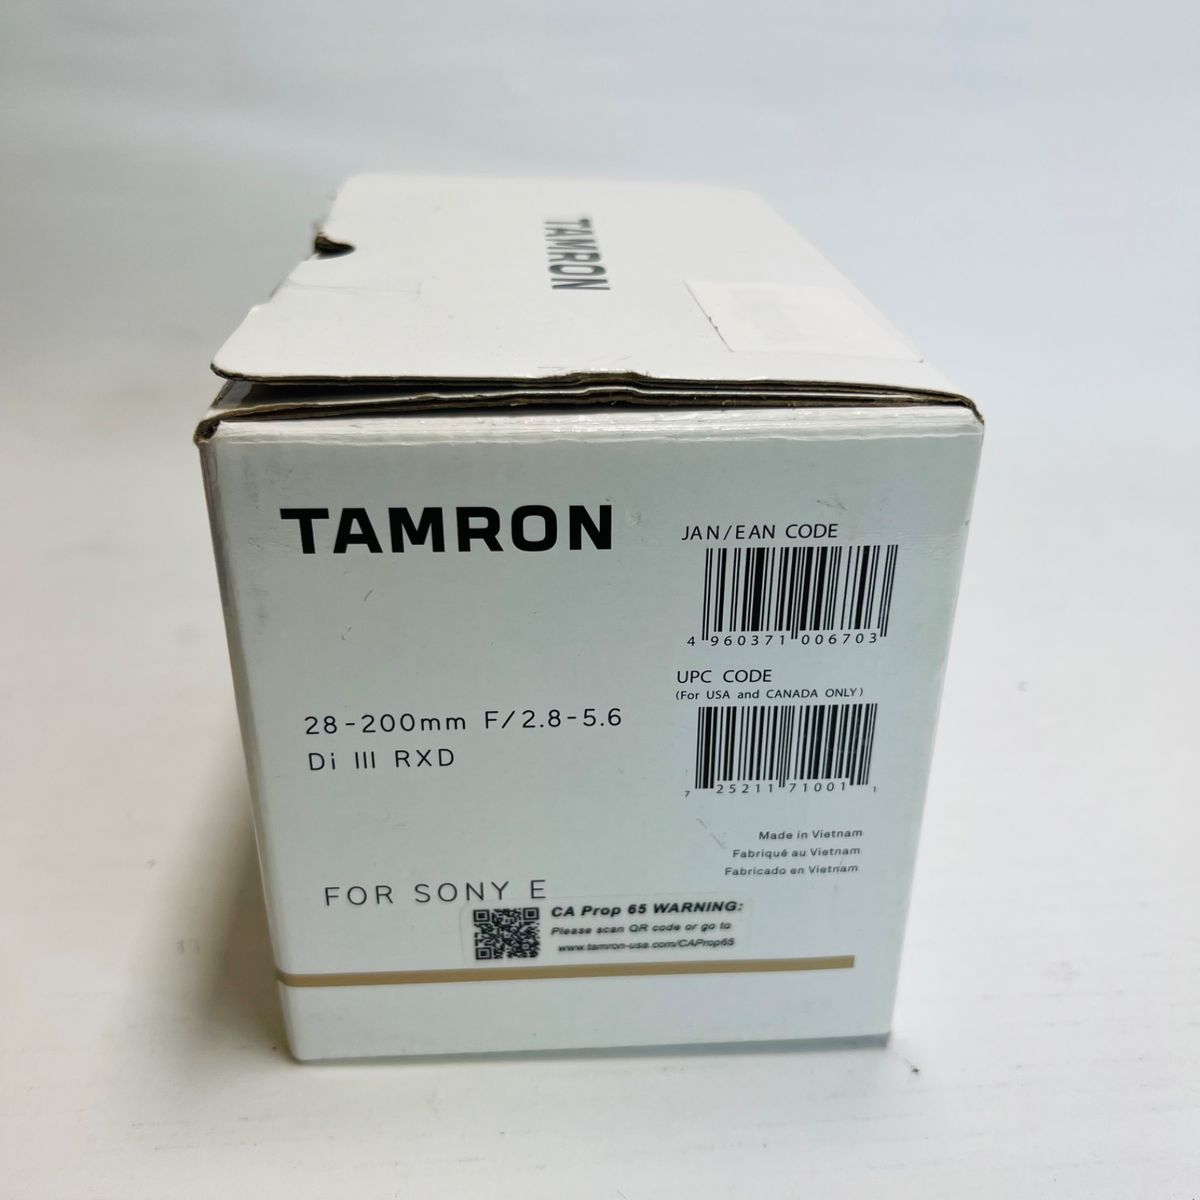 TAMRON
TAMRON
28-200mm F/2.8-5.6
Di III RXD
FOR SONY E
JAN/EAN CODE
4 960371 006703
UPC CODE
(For USA and CANADA ONLY)
7 25211 71001 1
Made in Vietnam
Fabriqué au Vietnam
Fabricado en Vietnam
CA Prop 65 WARNING:
Please scan QR code or go to
www.tamron-usa.com/CAProp65